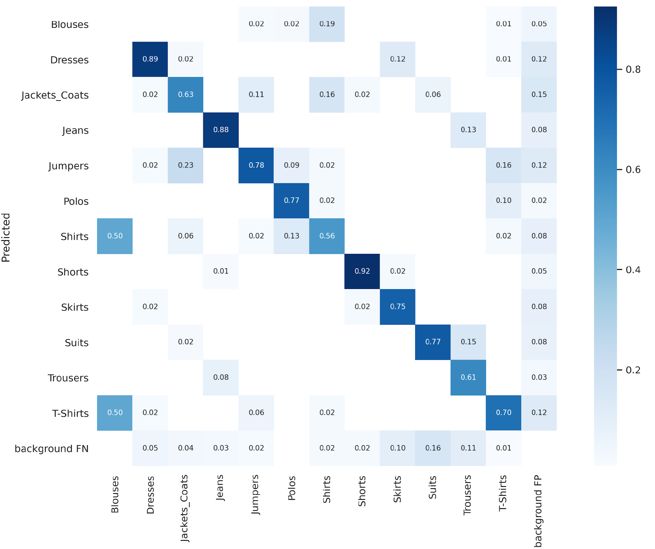 Blouses 0.02 0.02 0.19 0.01 0.05
Dresses 0.89 0.02 0.12 0.01 0.12
Jackets_Coats 0.02 0.63 0.11 0.16 0.02 0.06 0.15
Jeans 0.88 0.13 0.08
Jumpers 0.02 0.23 0.78 0.09 0.02 0.16 0.12
Polos 0.77 0.02 0.10 0.02
Shirts 0.50 0.06 0.02 0.13 0.56 0.02 0.08
Shorts 0.01 0.92 0.02 0.05
Skirts 0.02 0.02 0.75 0.08
Suits 0.02 0.77 0.15 0.08
Trousers 0.08 0.61 0.03
T-Shirts 0.50 0.02 0.06 0.02 0.70 0.12
background FN 0.05 0.04 0.03 0.02 0.02 0.02 0.10 0.16 0.11 0.01
Predicted
Blouses
Dresses
Jackets_Coats
Jeans
Jumpers
Polos
Shirts
Shorts
Skirts
Suits
Trousers
T-Shirts
background FP
0.8
0.6
0.4
0.2